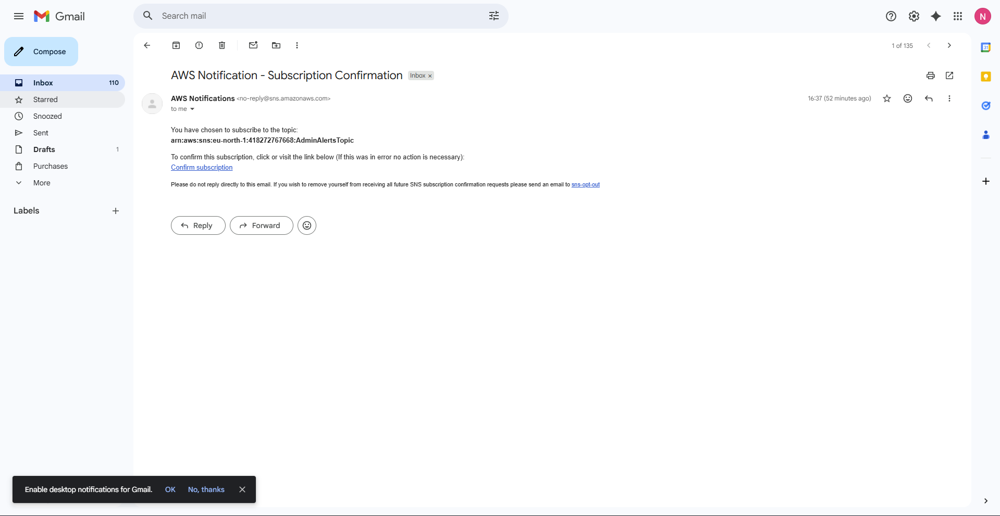 Gmail
Search mail
N
Compose
1 of 135
31
AWS Notification - Subscription Confirmation
Inbox ×
Inbox 110
Starred
Snoozed
Sent
Drafts 1
Purchases
More
Labels
AWS Notifications <no-reply@sns.amazonaws.com>
16:37 (52 minutes ago)
to me
You have chosen to subscribe to the topic:
arn:aws:sns:eu-north-1:418272767668:AdminAlertsTopic
To confirm this subscription, click or visit the link below (If this was in error no action is necessary):
Confirm subscription
Please do not reply directly to this email. If you wish to remove yourself from receiving all future SNS subscription confirmation requests please send an email to sns-opt-out
Reply
Forward
Enable desktop notifications for Gmail. OK No, thanks